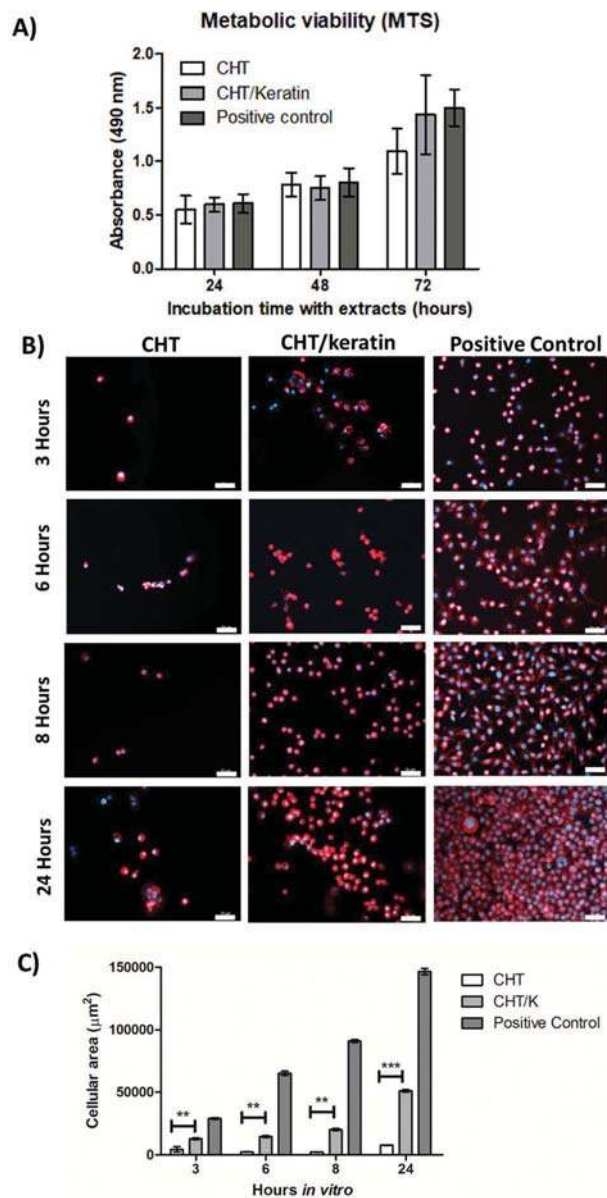 A)
Metabolic viability (MTS)
2.0
1.5
1.0
0.5
0.0
Absorbance (490 nm)
CHT
CHT/Keratin
Positive control
24 48 72
Incubation time with extracts (hours)
B)
CHT CHT/keratin Positive Control
3 Hours
6 Hours
8 Hours
24 Hours
C)
150000
100000
50000
0
Cellular area (μm²)
CHT
CHT/K
Positive Control
** ** ** ***
3 6 8 24
Hours in vitro